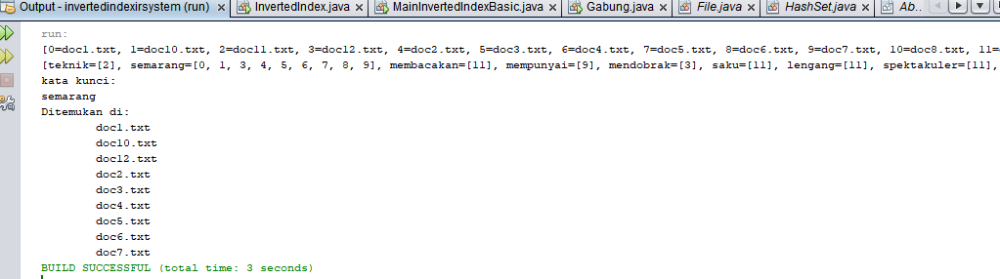 Output - invertedindexirsystem (run) InvertedIndex.java MainInvertedIndexBasic.java Gabung.java File.java HashSet.java Ab..
run:
[0=doc1.txt, 1=doc10.txt, 2=doc11.txt, 3=doc12.txt, 4=doc2.txt, 5=doc3.txt, 6=doc4.txt, 7=doc5.txt, 8=doc6.txt, 9=doc7.txt, 10=doc8.txt, 11=
[teknik=[2], semarang=[0, 1, 3, 4, 5, 6, 7, 8, 9], membacakan=[11], mempunyai=[9], mendobrak=[3], saku=[11], lengang=[11], spektakuler=[11],
kata kunci:
semarang
Ditemukan di:
doc1.txt
doc10.txt
doc12.txt
doc2.txt
doc3.txt
doc4.txt
doc5.txt
doc6.txt
doc7.txt
BUILD SUCCESSFUL (total time: 3 seconds)